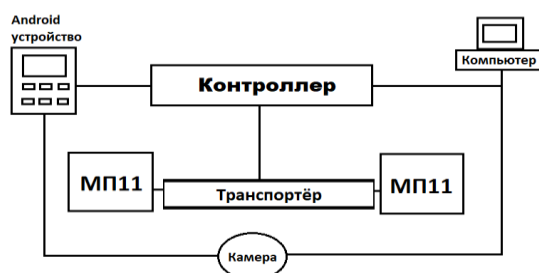 Android
устройство
Компьютер
Контроллер
МП11
Транспортёр
МП11
Камера